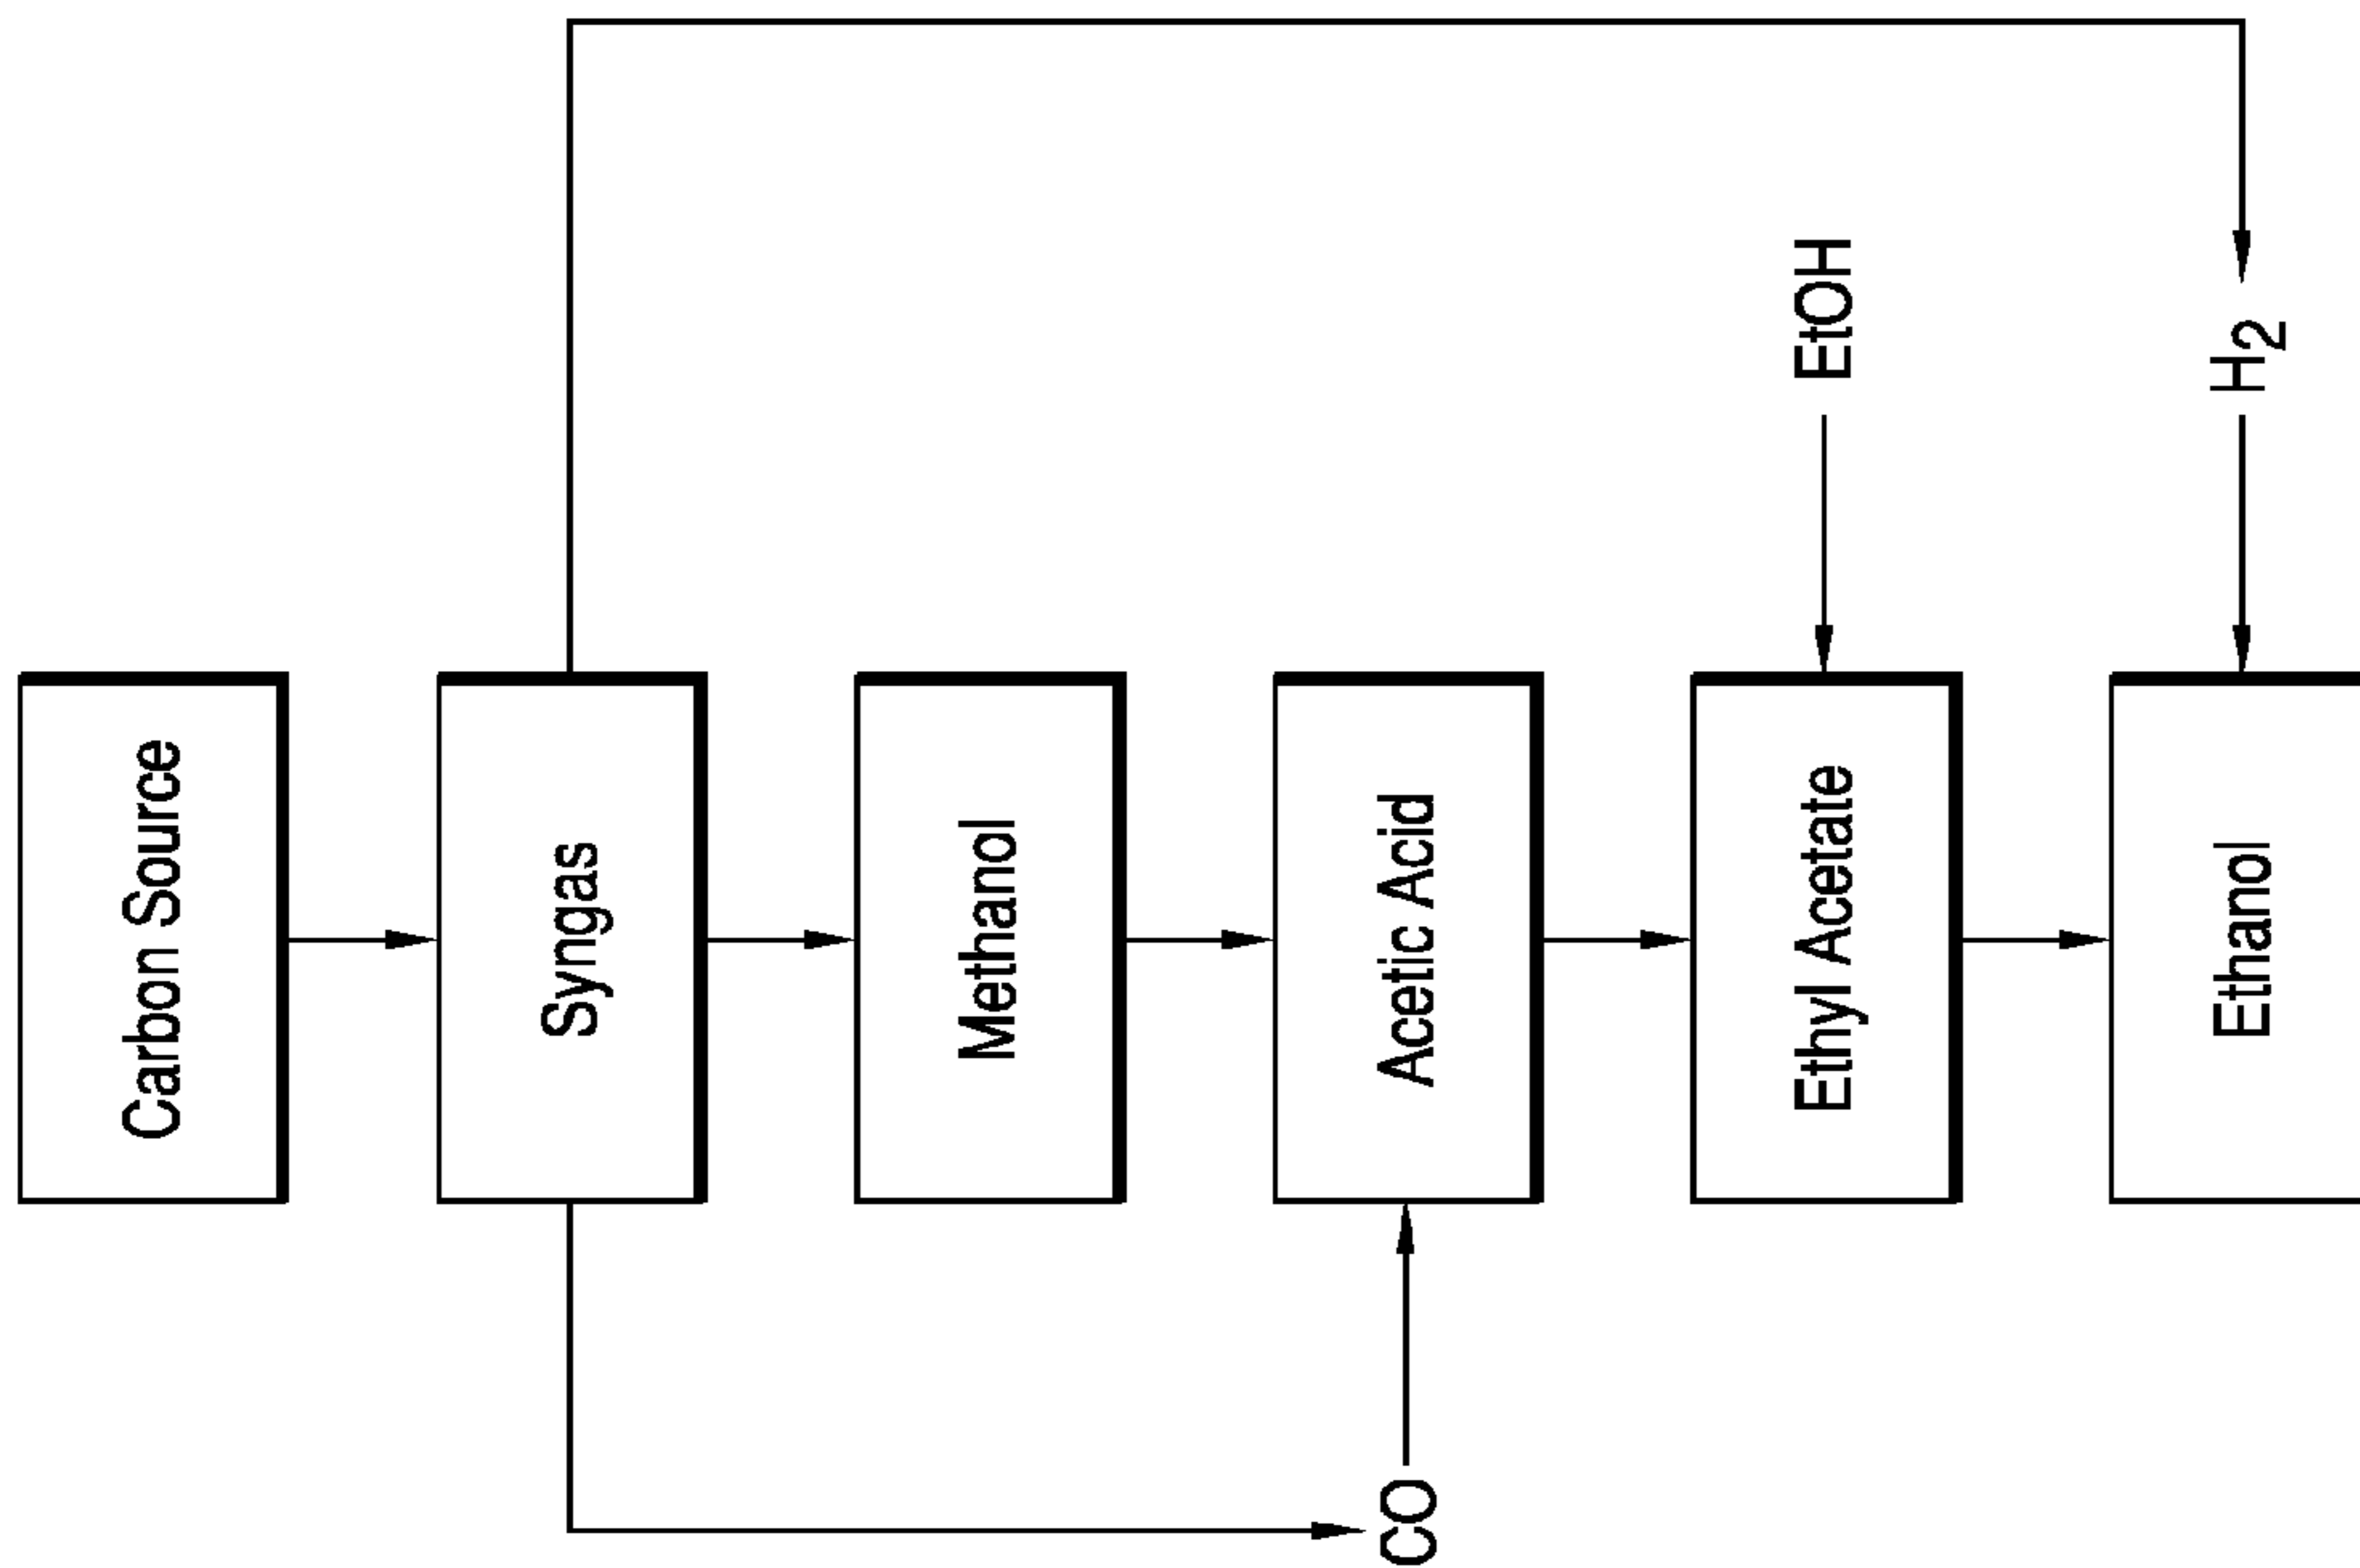 Carbon Source
Syngas
Methanol
CO
Acetic Acid
Ethyl Acetate
EtOH
Ethanol
H2